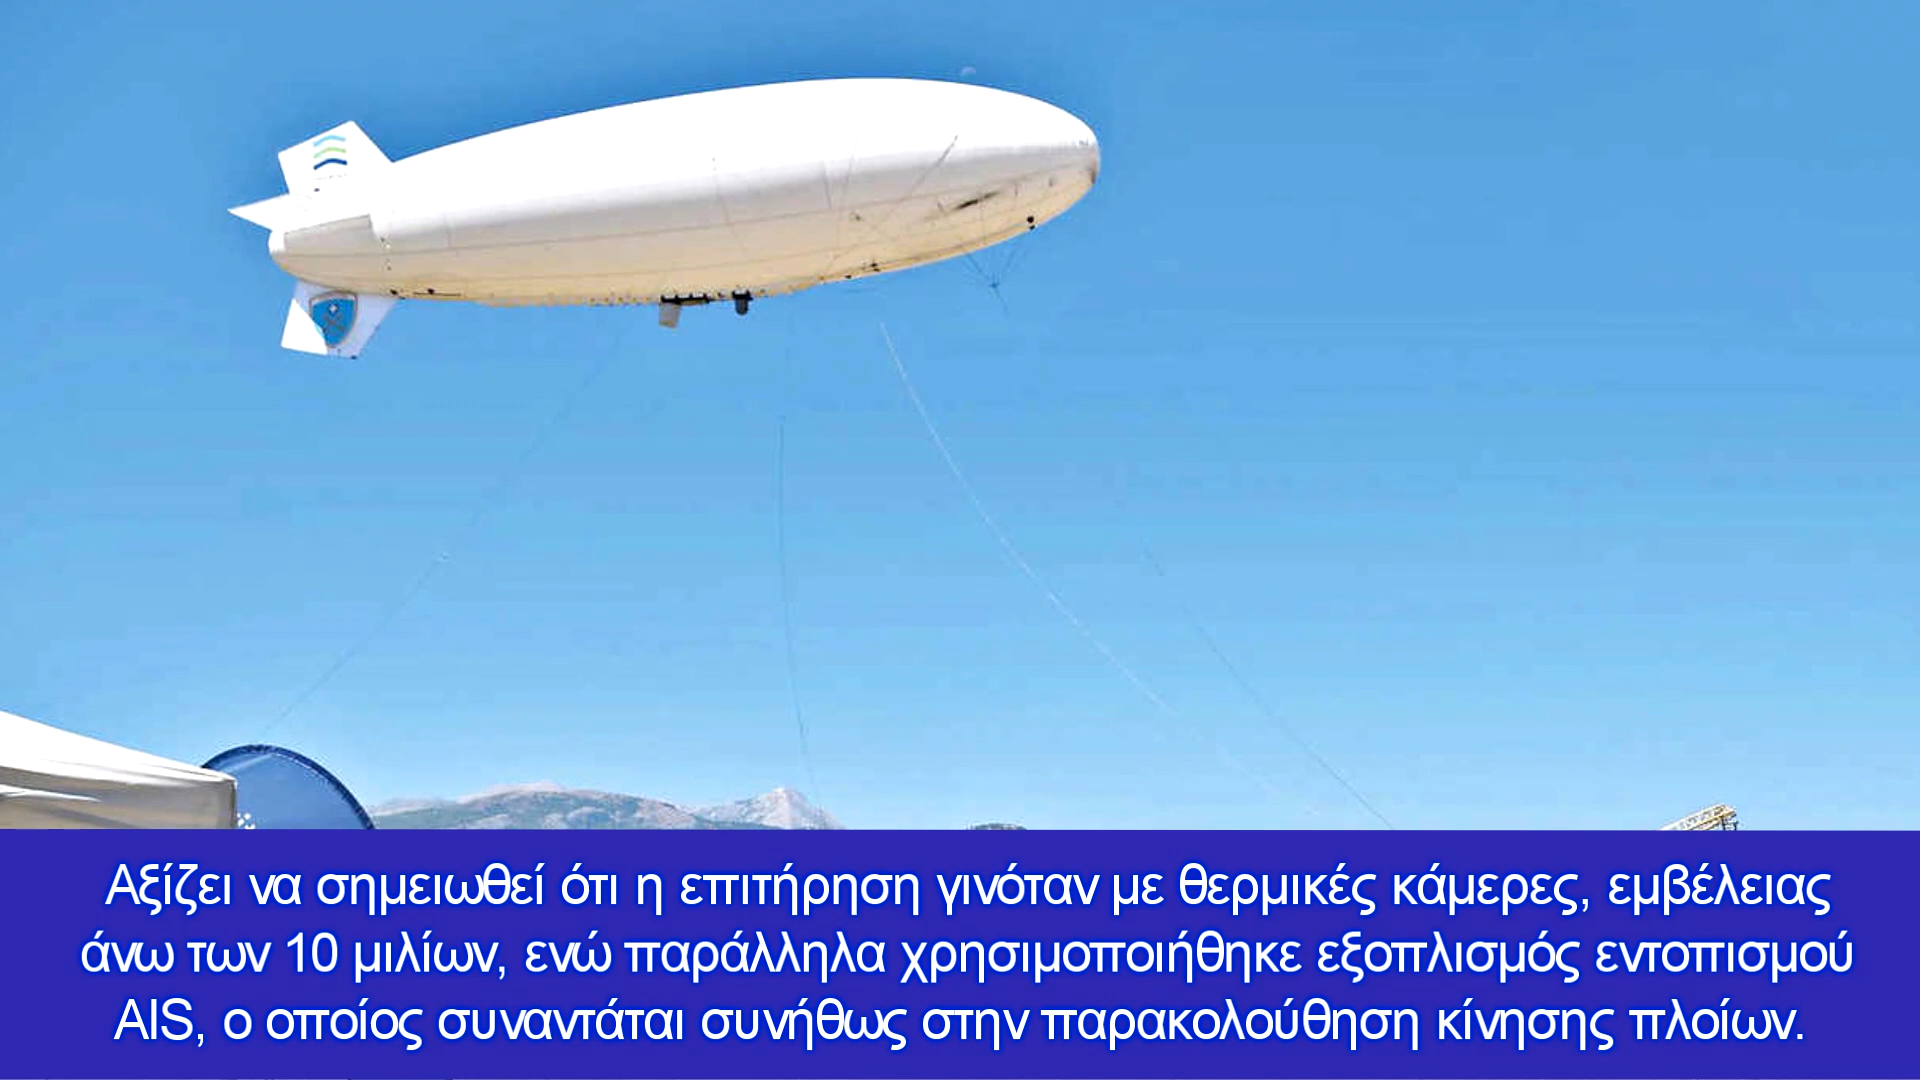 Αξίζει να σημειωθεί ότι η επιτήρηση γινόταν με θερμικές κάμερες, εμβέλειας
άνω των 10 μιλίων, ενώ παράλληλα χρησιμοποιήθηκε εξοπλισμός εντοπισμού
AIS, ο οποίος συναντάται συνήθως στην παρακολούθηση κίνησης πλοίων.